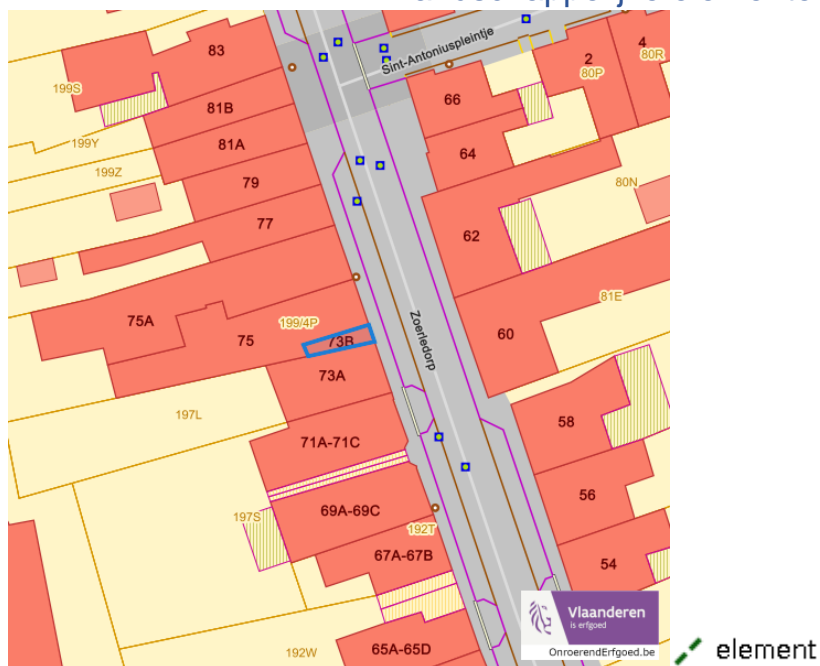 83
Sint-Antoniuspleintje
2
4
80R
80P
199S
81B
66
199Y
81A
64
199Z
79
80N
77
62
81E
75A
199/4P
75
73B
Zoerledorp
60
73A
197L
58
71A-71C
69A-69C
56
197S
192T
67A-67B
54
Vlaanderen
is erfgoed
OnroerendErfgoed.be
element
192W
65A-65D